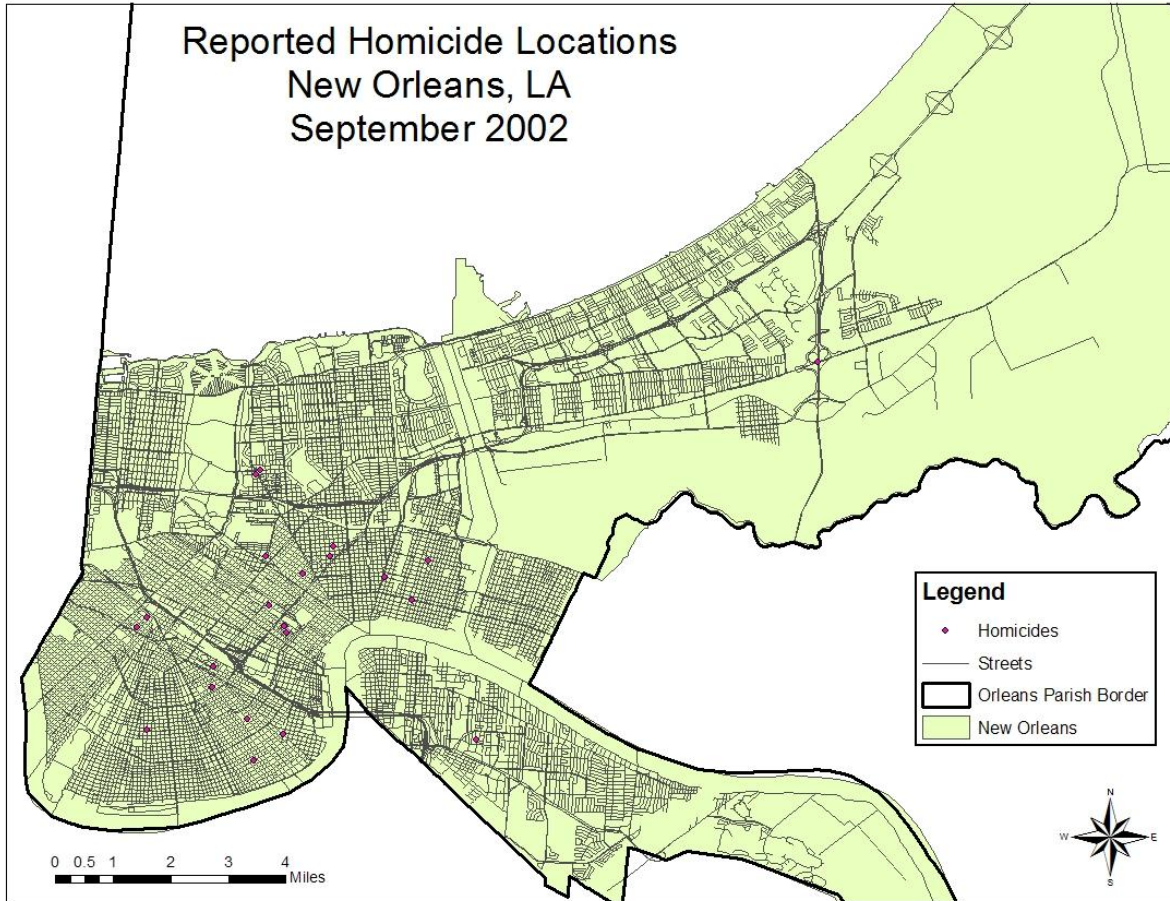 Reported Homicide Locations
New Orleans, LA
September 2002
Legend
Homicides
Streets
Orleans Parish Border
New Orleans
N
W E
S
0 0.5 1 2 3 4
Miles